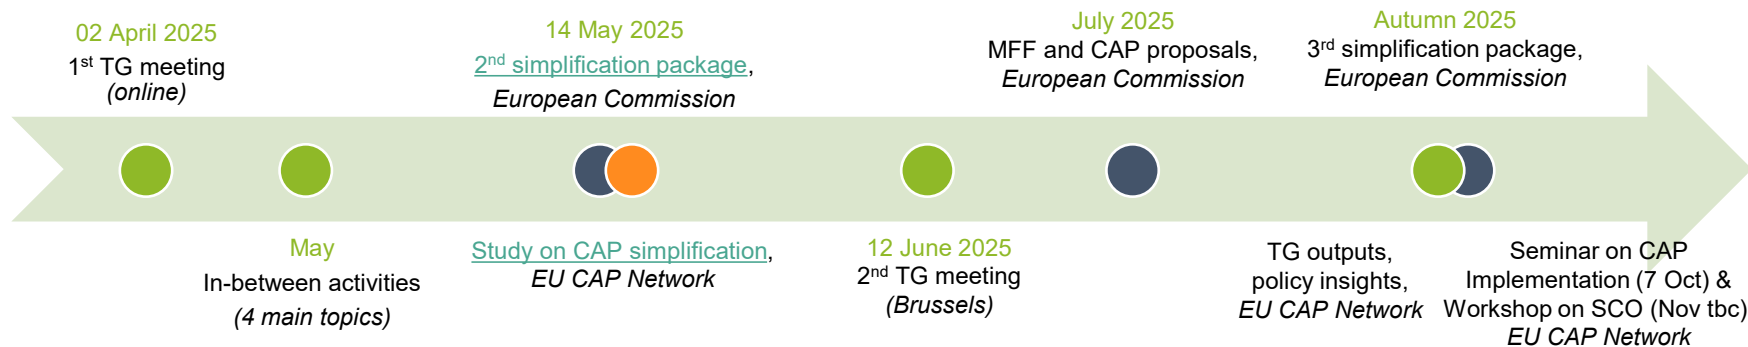 02 April 2025
1st TG meeting
(online)
14 May 2025
2nd simplification package,
European Commission
July 2025
MFF and CAP proposals,
European Commission
Autumn 2025
3rd simplification package,
European Commission
May
In-between activities
(4 main topics)
Study on CAP simplification,
EU CAP Network
12 June 2025
2nd TG meeting
(Brussels)
TG outputs,
policy insights,
EU CAP Network
Seminar on CAP
Implementation (7 Oct) &
Workshop on SCO (Nov tbc)
EU CAP Network